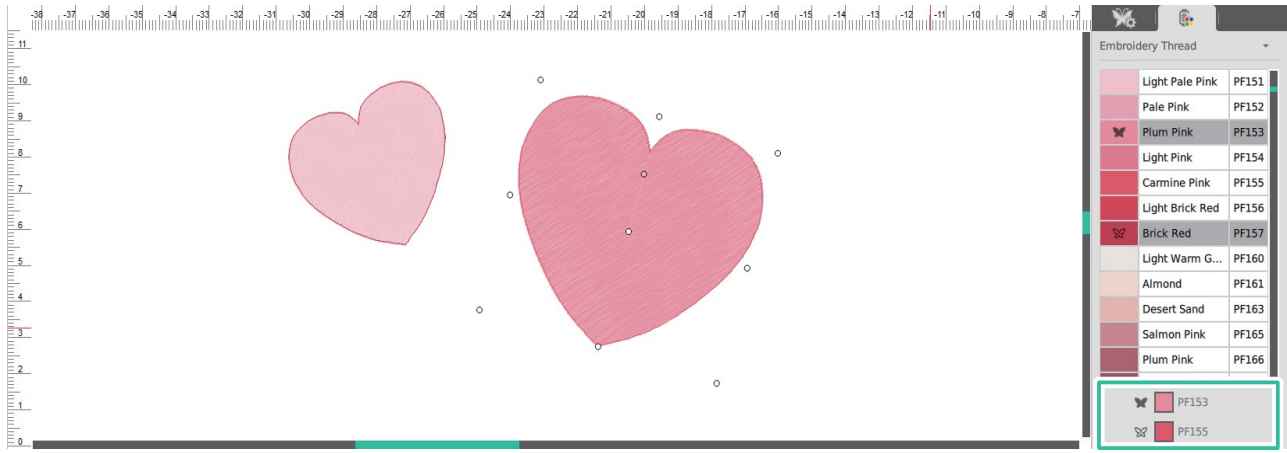 -38 -37 -36 -35 -34 -33 -32 -31 -30 -29 -28 -27 -26 -25 -24 -23 -22 -21 -20 -19 -18 -17 -16 -15 -14 -13 -12 -11 -10 -9 -8 -7
11
10
9
8
7
6
5
4
3
2
1
0
Embroidery Thread
Light Pale Pink PF151
Pale Pink PF152
Plum Pink PF153
Light Pink PF154
Carmine Pink PF155
Light Brick Red PF156
Brick Red PF157
Light Warm G... PF160
Almond PF161
Desert Sand PF163
Salmon Pink PF165
Plum Pink PF166
PF153
PF155